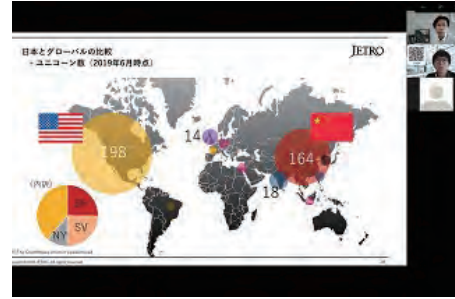 日本とグローバルの比較
- ユニコーン数（2019年6月時点）
JETRO
198
14
164
18
（内訳）
SV
NY